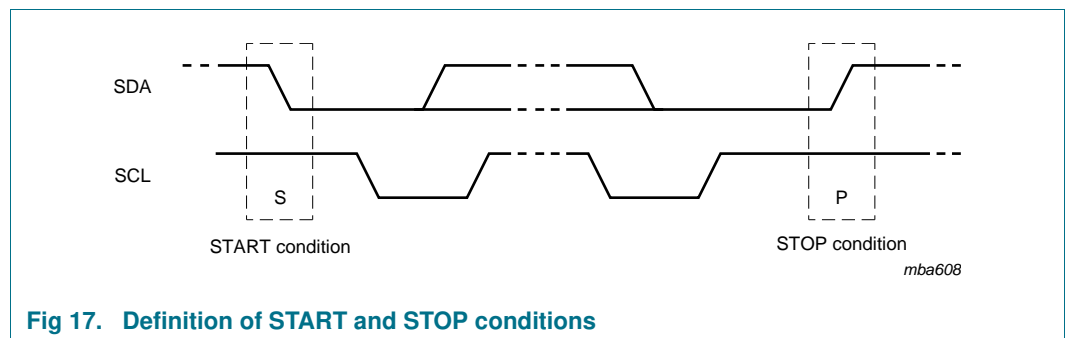 SDA
SCL
S
P
START condition
STOP condition
mba608
Fig 17. Definition of START and STOP conditions